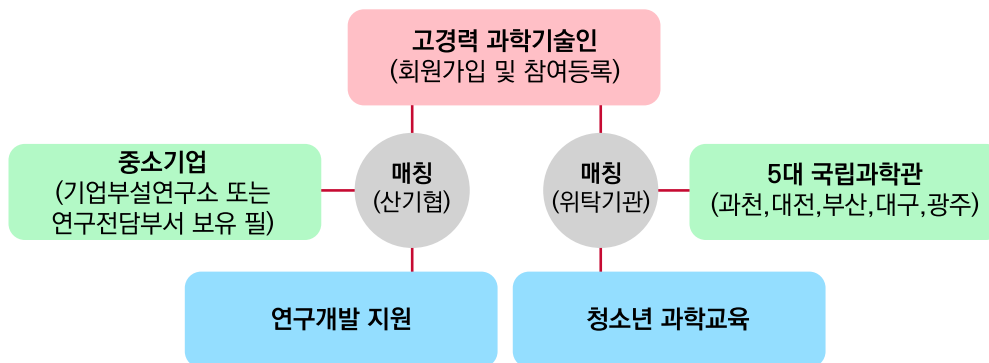 고경력 과학기술인
(회원가입 및 참여등록)
중소기업
(기업부설연구소 또는
연구전담부서 보유 필)
매칭
(산기협)
매칭
(위탁기관)
5대 국립과학관
(과천,대전,부산,대구,광주)
연구개발 지원
청소년 과학교육